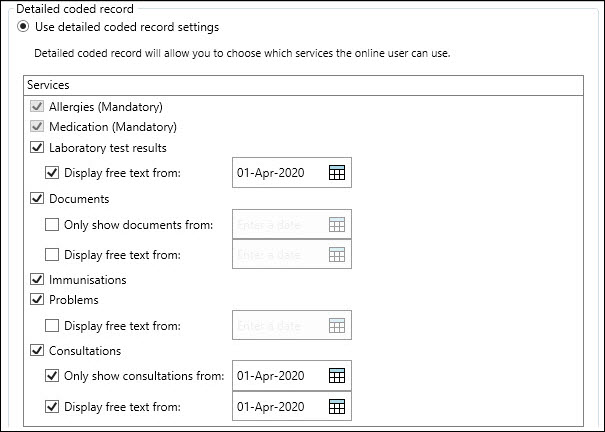 Detailed coded record
Use detailed coded record settings
Detailed coded record will allow you to choose which services the online user can use.
Services
Allergies (Mandatory)
Medication (Mandatory)
Laboratory test results
Display free text from: 01-Apr-2020
Documents
Only show documents from: Enter a date
Display free text from: Enter a date
Immunisations
Problems
Display free text from: Enter a date
Consultations
Only show consultations from: 01-Apr-2020
Display free text from: 01-Apr-2020